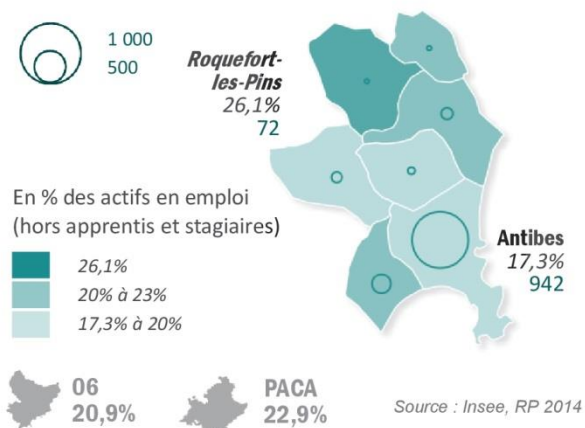 1 000
500
Roquefort-
les-Pins
26,1%
72
En % des actifs en emploi
(hors apprentis et stagiaires)
26,1%
20% à 23%
17,3% à 20%
Antibes
17,3%
942
06
20,9%
PACA
22,9%
Source : Insee, RP 2014